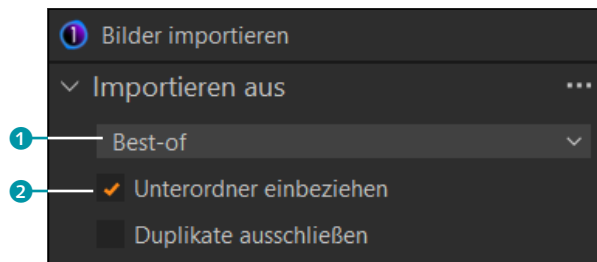 Bilder importieren
Importieren aus
1 Best-of
2 Unterordner einbeziehen
Duplikate ausschließen